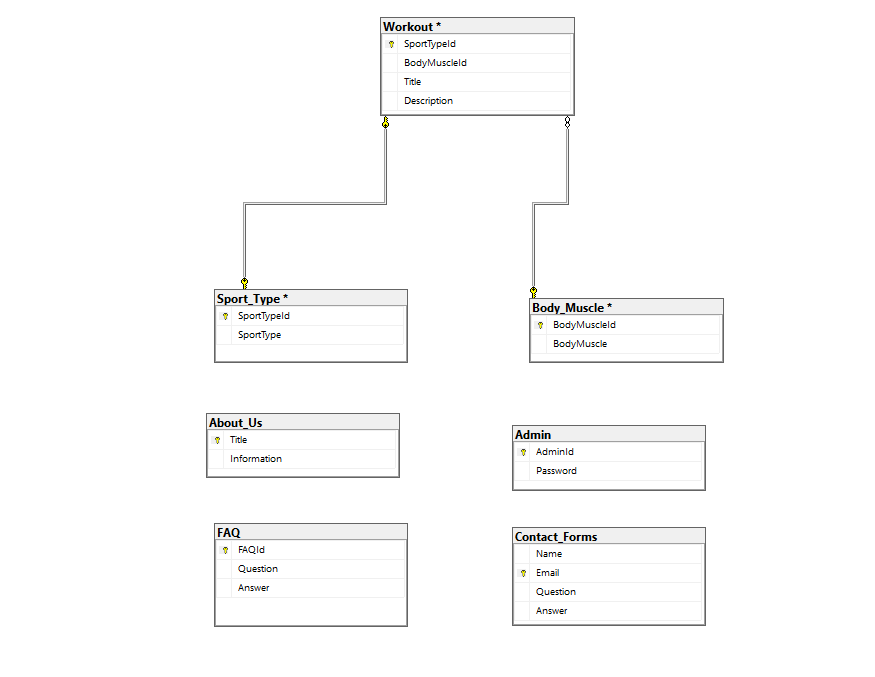 Workout *
SportTypeId
BodyMuscleId
Title
Description
Sport_Type *
SportTypeId
SportType
Body_Muscle *
BodyMuscleId
BodyMuscle
About_Us
Title
Information
Admin
AdminId
Password
FAQ
FAQId
Question
Answer
Contact_Forms
Name
Email
Question
Answer